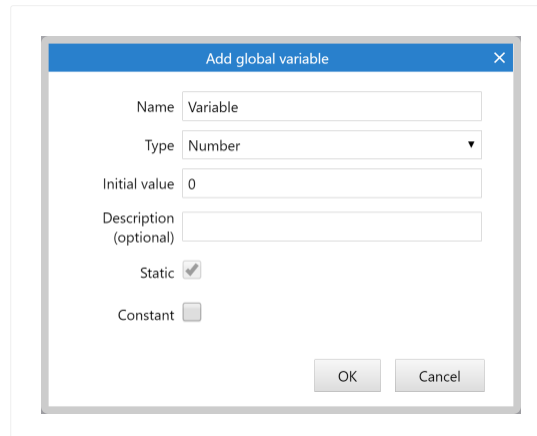 Add global variable
Name Variable
Type Number
Initial value 0
Description
(optional)
Static
Constant
OK Cancel